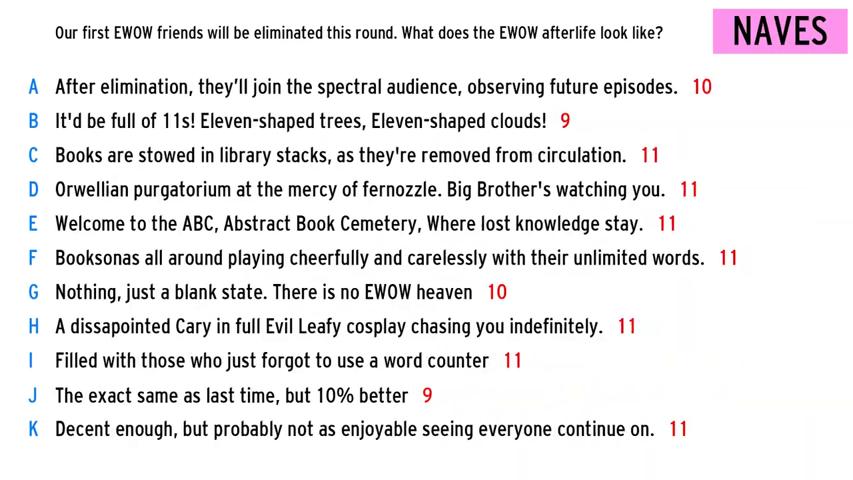 Our first EWOW friends will be eliminated this round. What does the EWOW afterlife look like?
NAVES
A After elimination, they'll join the spectral audience, observing future episodes. 10
B It'd be full of 11s! Eleven-shaped trees, Eleven-shaped clouds! 9
C Books are stowed in library stacks, as they're removed from circulation. 11
D Orwellian purgatorium at the mercy of fernozzle. Big Brother's watching you. 11
E Welcome to the ABC, Abstract Book Cemetery, Where lost knowledge stay. 11
F Booksonas all around playing cheerfully and carelessly with their unlimited words. 11
G Nothing, just a blank state. There is no EWOW heaven 10
H A dissapointed Cary in full Evil Leafy cosplay chasing you indefinitely. 11
I Filled with those who just forgot to use a word counter 11
J The exact same as last time, but 10% better 9
K Decent enough, but probably not as enjoyable seeing everyone continue on. 11